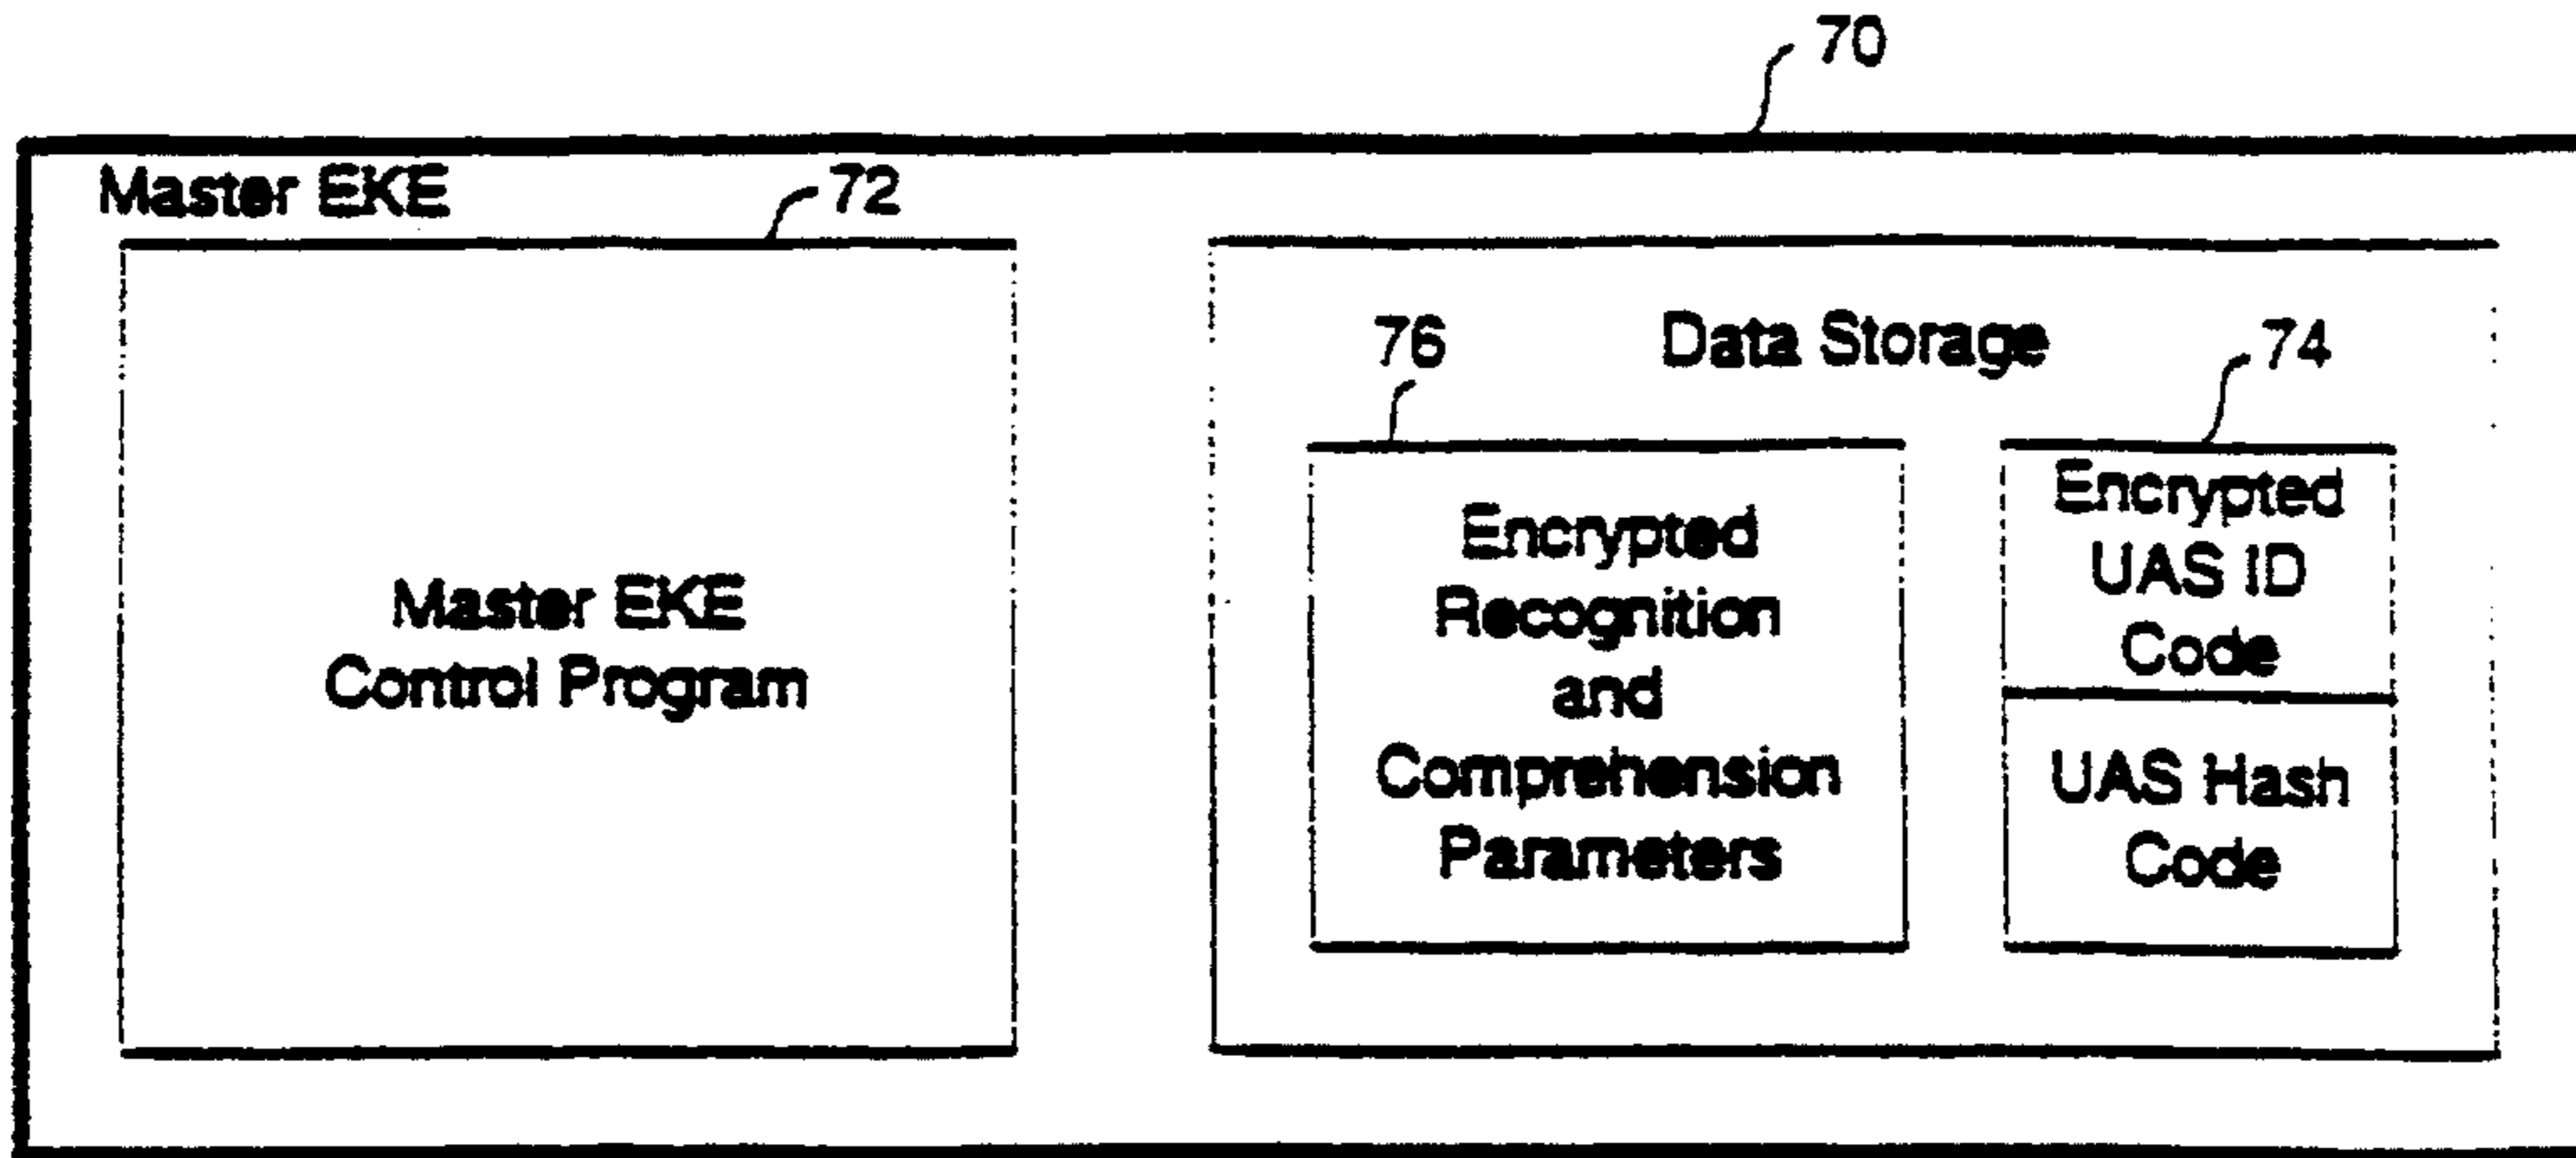 70
Master EKE
72
Master EKE
Control Program
Data Storage
76
74
Encrypted
Recognition
and
Comprehension
Parameters
Encrypted
UAS ID
Code
UAS Hash
Code